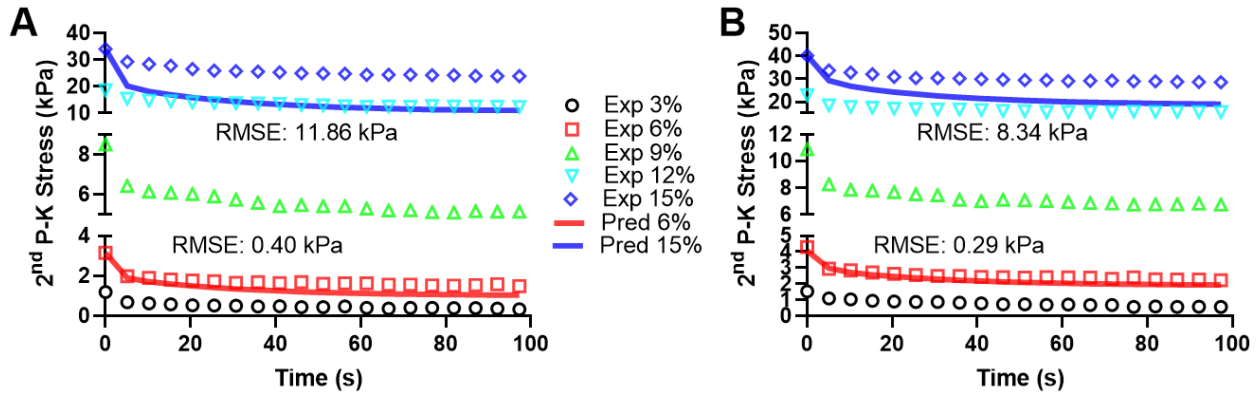 A
2nd P-K Stress (kPa)
40
30
20
10
RMSE: 11.86 kPa
8
6
RMSE: 0.40 kPa
4
2
0
0 20 40 60 80 100
Time (s)
Exp 3%
Exp 6%
Exp 9%
Exp 12%
Exp 15%
Pred 6%
Pred 15%
B
2nd P-K Stress (kPa)
50
40
30
20
RMSE: 8.34 kPa
12
10
8
6
RMSE: 0.29 kPa
5
4
3
2
1
0
0 20 40 60 80 100
Time (s)